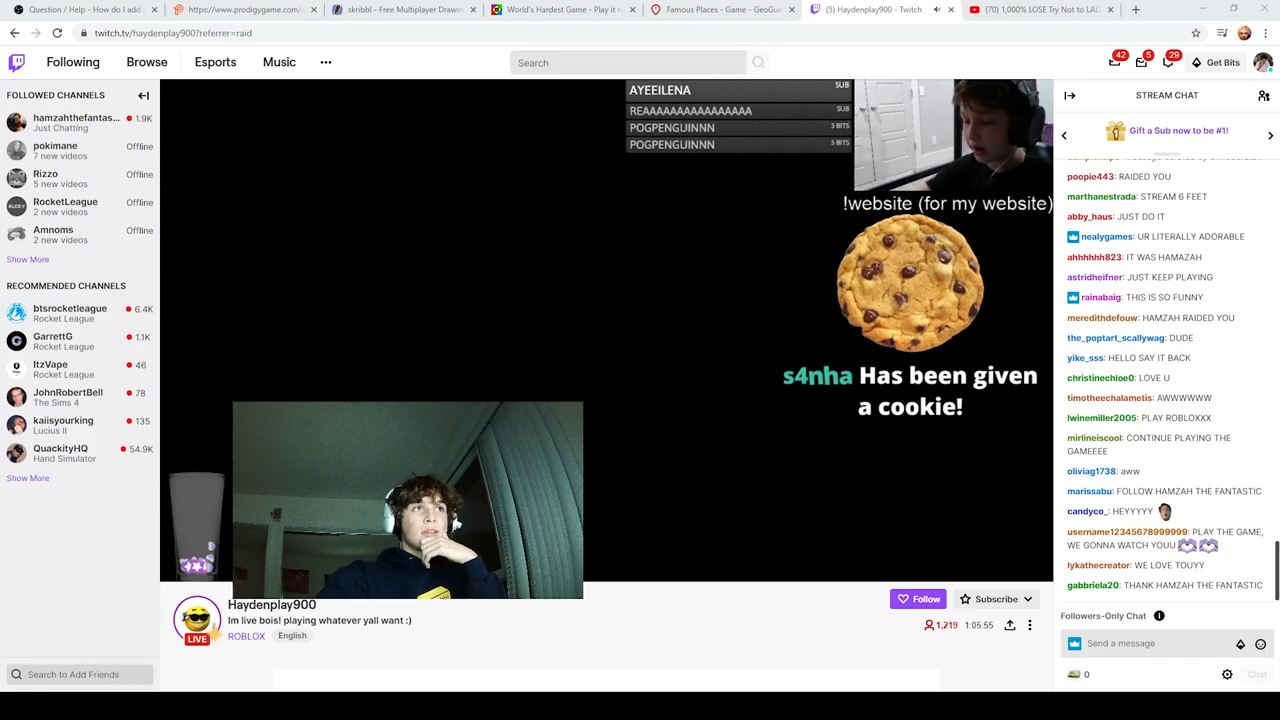 Question / Help - How do I add a
https://www.prodigygame.com/p
skribbl - Free Multiplayer Drawin
World's Hardest Game - Play it n
Famous Places - Game - GeoGue
(5) Haydenplay900 - Twitch
(70) 1,000% LOSE Try Not to LAU
twitch.tv/haydenplay900?referrer=raid
Following
Browse
Esports
Music
Search
42
5
29
Get Bits
FOLLOWED CHANNELS
hamzahthefantas...
1.9K
Just Chatting
pokimane
Offline
7 new videos
Rizzo
Offline
5 new videos
RocketLeague
Offline
2 new videos
Amnoms
Offline
2 new videos
Show More
RECOMMENDED CHANNELS
btsrocketleague
6.4K
Rocket League
GarrettG
1.1K
Rocket League
ItzVape
46
Rocket League
JohnRobertBell
78
The Sims 4
kaiisyourking
135
Lucius II
QuackityHQ
54.9K
Hand Simulator
Show More
Search to Add Friends
AYEEILENA SUB
REAAAAAAAAAAAAAAAA SUB
POGPENGUINNN 3 BITS
POGPENGUINNN 5 BITS
!website (for my website)
s4nha Has been given
a cookie!
LIVE
Haydenplay900
Im live bois! playing whatever yall want :)
ROBLOX English
Follow
Subscribe
1,219
1:05:55
STREAM CHAT
1
Gift a Sub now to be #1!
poopie443: RAIDED YOU
marthanestrada: STREAM 6 FEET
abby_haus: JUST DO IT
nealygames: UR LITERALLY ADORABLE
ahhhhhh823: IT WAS HAMAZAH
astridheifner: JUST KEEP PLAYING
rainabaig: THIS IS SO FUNNY
meredithdefouw: HAMZAH RAIDED YOU
the_poptart_scallywag: DUDE
yike_sss: HELLO SAY IT BACK
christinechloe0: LOVE U
timotheechalametis: AWWWWWW
lwinemiller2005: PLAY ROBLOXXX
mirlineiscool: CONTINUE PLAYING THE
GAMEEEE
oliviag1738: aww
marissabu: FOLLOW HAMZAH THE FANTASTIC
candyco_: HEYYYYY
username12345678999999: PLAY THE GAME,
WE GONNA WATCH YOUU
lykathecreator: WE LOVE TOUYY
gabbriela20: THANK HAMZAH THE FANTASTIC
Followers-Only Chat
Send a message
0
Chat